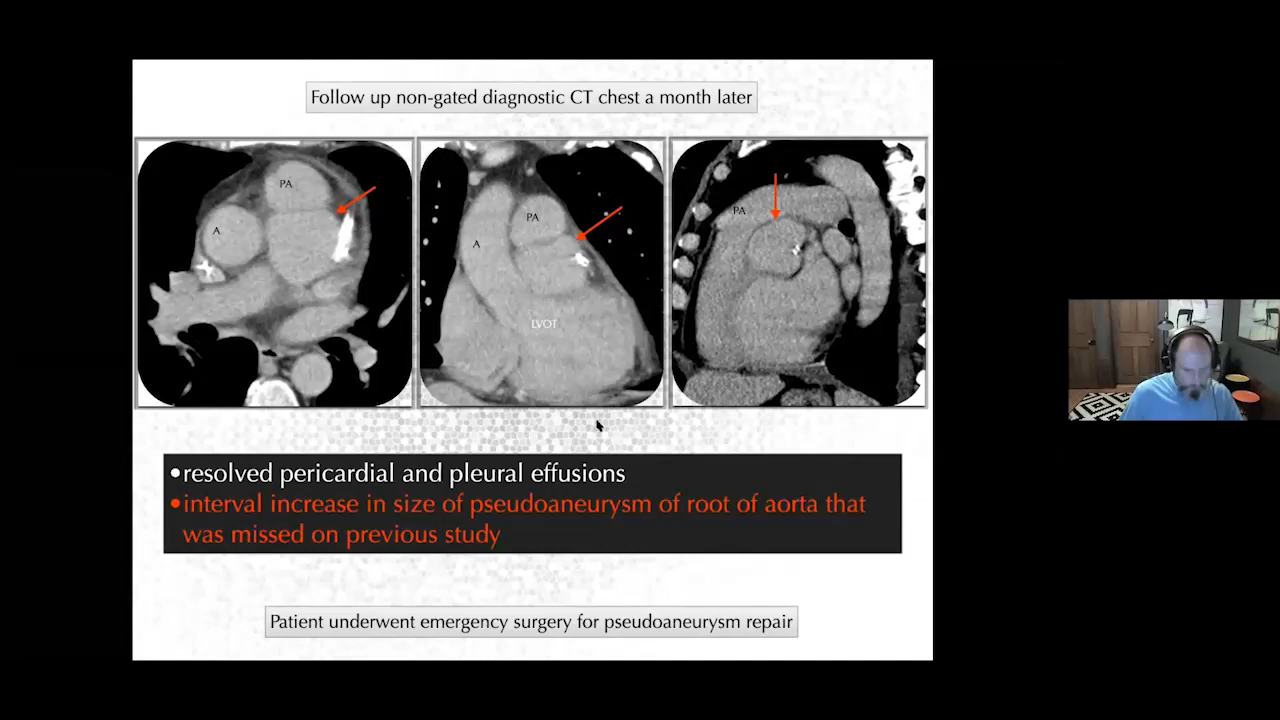 Follow up non-gated diagnostic CT chest a month later
PA
A
PA
A
LVOT
PA
•resolved pericardial and pleural effusions
•interval increase in size of pseudoaneurysm of root of aorta that
was missed on previous study
Patient underwent emergency surgery for pseudoaneurysm repair